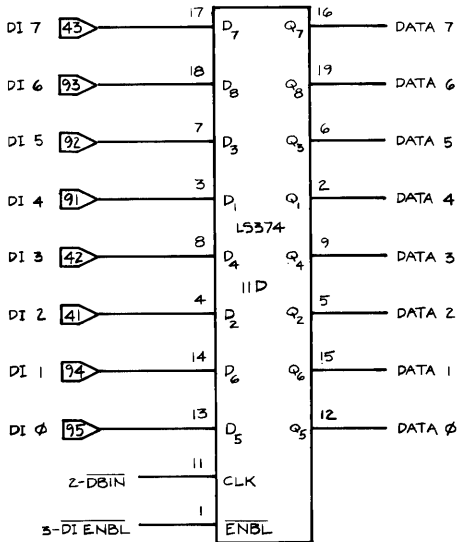 DI 7 43 17 D7 Q7 16 DATA 7
DI 6 93 18 D8 Q8 19 DATA 6
DI 5 92 7 D3 Q3 6 DATA 5
DI 4 91 3 D1 Q1 2 DATA 4
LS374
DI 3 42 8 D4 Q4 9 DATA 3
11D
DI 2 41 4 D2 Q2 5 DATA 2
DI 1 94 14 D6 Q6 15 DATA 1
DI Ø 95 13 D5 Q5 12 DATA Ø
2-DBIN 11 CLK
3-DI ENBL 1 ENBL